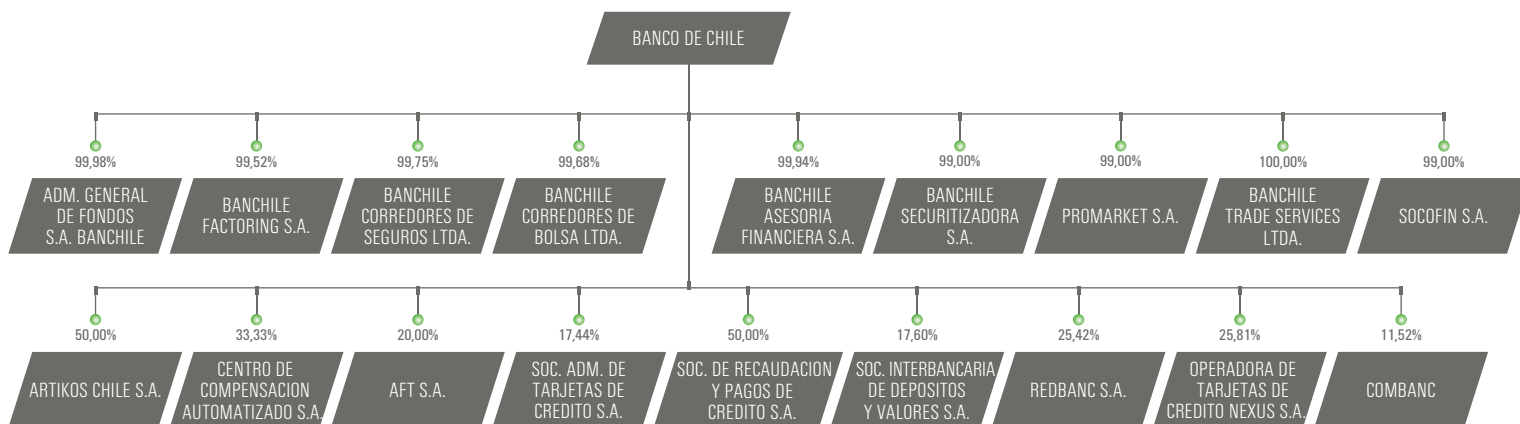 BANCO DE CHILE
99,98%
ADM. GENERAL
DE FONDOS
S.A. BANCHILE
99,52%
BANCHILE
FACTORING S.A.
99,75%
BANCHILE
CORREDORES DE
SEGUROS LTDA.
99,68%
BANCHILE
CORREDORES DE
BOLSA LTDA.
99,94%
BANCHILE
ASESORIA
FINANCIERA S.A.
99,00%
BANCHILE
SECURITIZADORA
S.A.
99,00%
PROMARKET S.A.
100,00%
BANCHILE
TRADE SERVICES
LTDA.
99,00%
SOCOFIN S.A.
50,00%
ARTIKOS CHILE S.A.
33,33%
CENTRO DE
COMPENSACION
AUTOMATIZADO S.A.
20,00%
AFT S.A.
17,44%
SOC. ADM. DE
TARJETAS DE
CREDITO S.A.
50,00%
SOC. DE RECAUDACION
Y PAGOS DE
CREDITO S.A.
17,60%
SOC. INTERBANCARIA
DE DEPOSITOS
Y VALORES S.A.
25,42%
REDBANC S.A.
25,81%
OPERADORA DE
TARJETAS DE
CREDITO NEXUS S.A.
11,52%
COMBANC